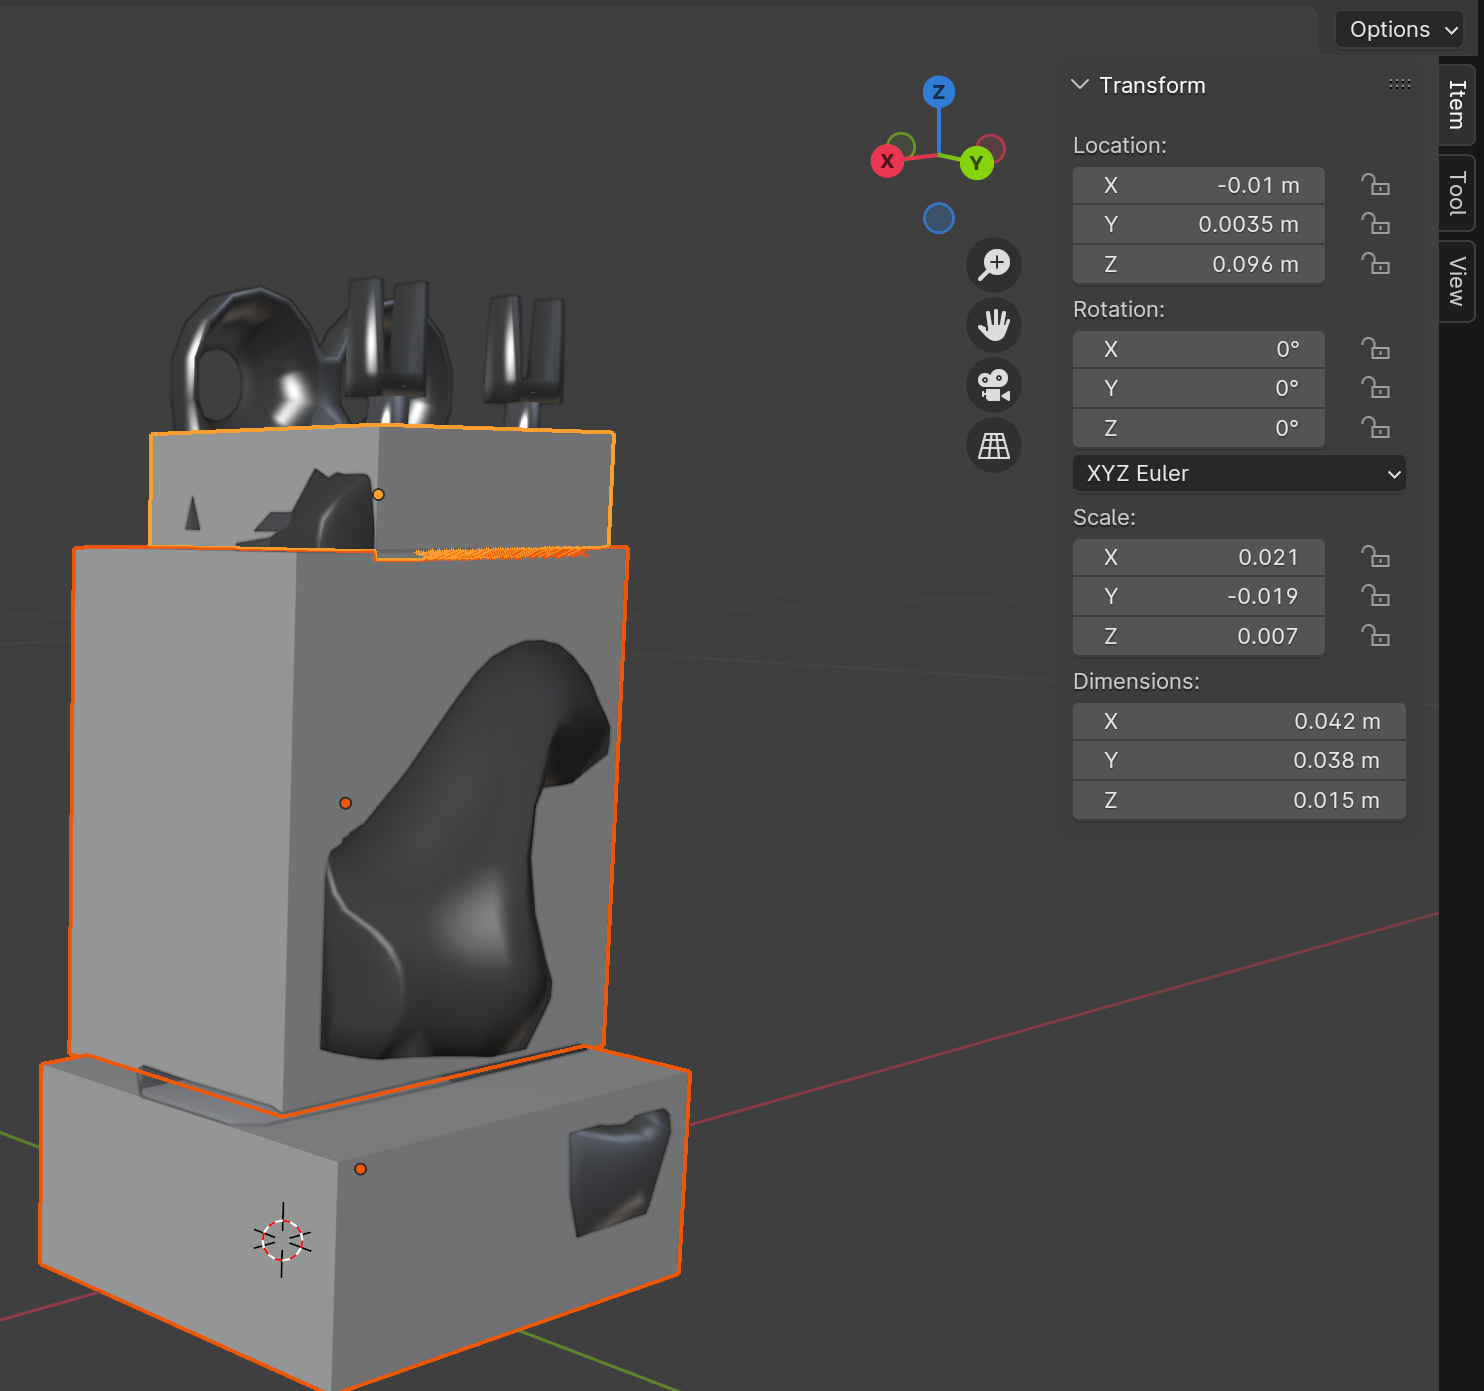 Options
Z
X
Y
Transform
Location:
X -0.01 m
Y 0.0035 m
Z 0.096 m
Rotation:
X 0°
Y 0°
Z 0°
XYZ Euler
Scale:
X 0.021
Y -0.019
Z 0.007
Dimensions:
X 0.042 m
Y 0.038 m
Z 0.015 m
Item
Tool
View